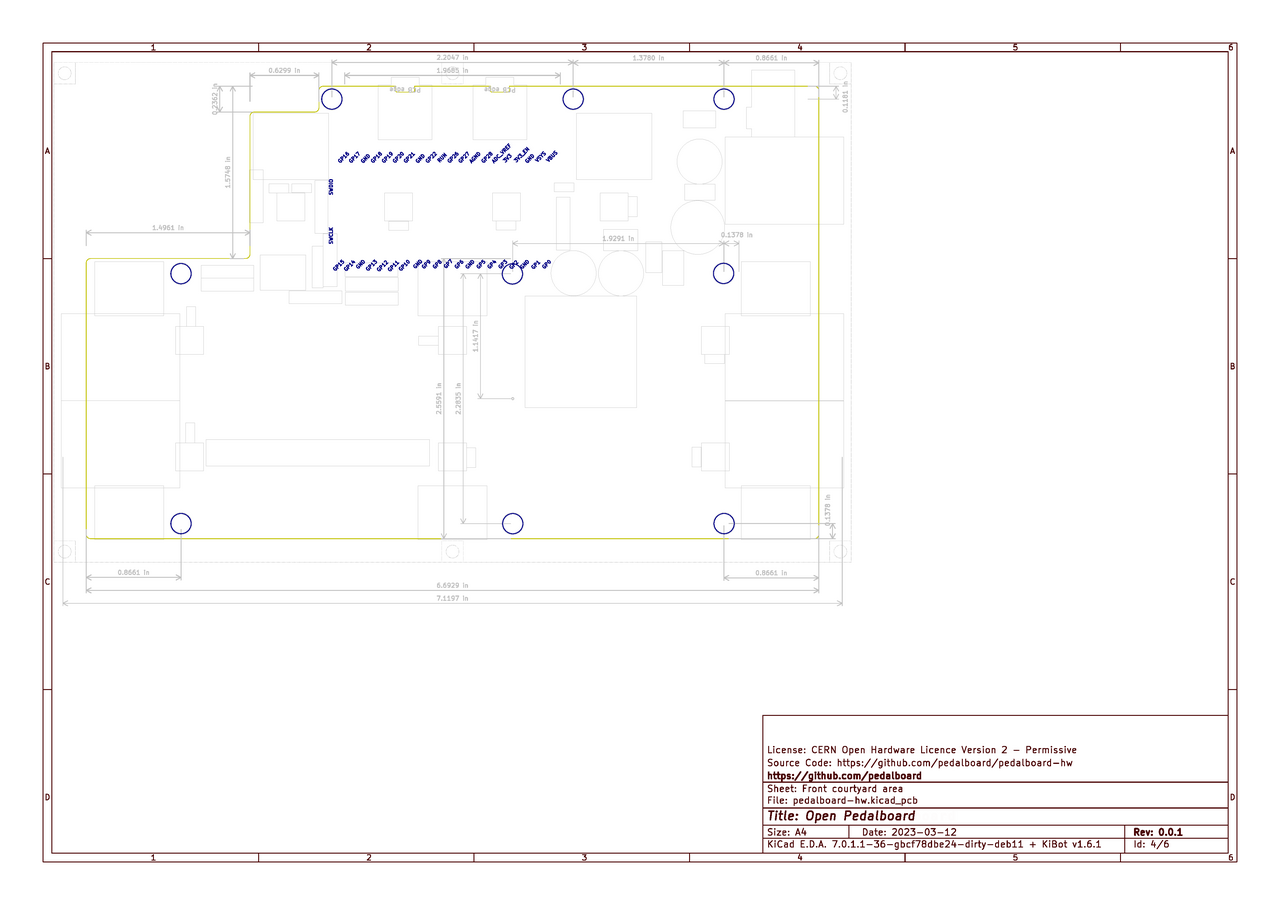 1 2 3 4 5 6
2.2047 in 1.3780 in 0.8661 in
0.6299 in 1.9685 in
PCB edge PCB edge
0.2362 in
0.1181 in
A A
GP16 GP17 GND GP18 GP19 GP20 GP21 GND GP22 RUN GP26 GP27 AGND GP28 ADC_VREF 3V3 3V3_EN GND VSYS VBUS
1.5748 in
SWDIO
1.4961 in
SWCLK
1.9291 in 0.1378 in
GP15 GP14 GND GP13 GP12 GP11 GP10 GND GP9 GP8 GP7 GP6 GND GP5 GP4 GP3 GP2 GND GP1 GP0
1.1417 in
B B
2.5591 in 2.2835 in
0.1378 in
0.8661 in 0.8661 in
C C
6.6929 in
7.1197 in
License: CERN Open Hardware Licence Version 2 - Permissive
Source Code: https://github.com/pedalboard/pedalboard-hw
https://github.com/pedalboard
Sheet: Front courtyard area
D D
File: pedalboard-hw.kicad_pcb
Title: Open Pedalboard
Size: A4 Date: 2023-03-12 Rev: 0.0.1
KiCad E.D.A. 7.0.1.1-36-gbcf78dbe24-dirty-deb11 + KiBot v1.6.1 Id: 4/6
1 2 3 4 5 6